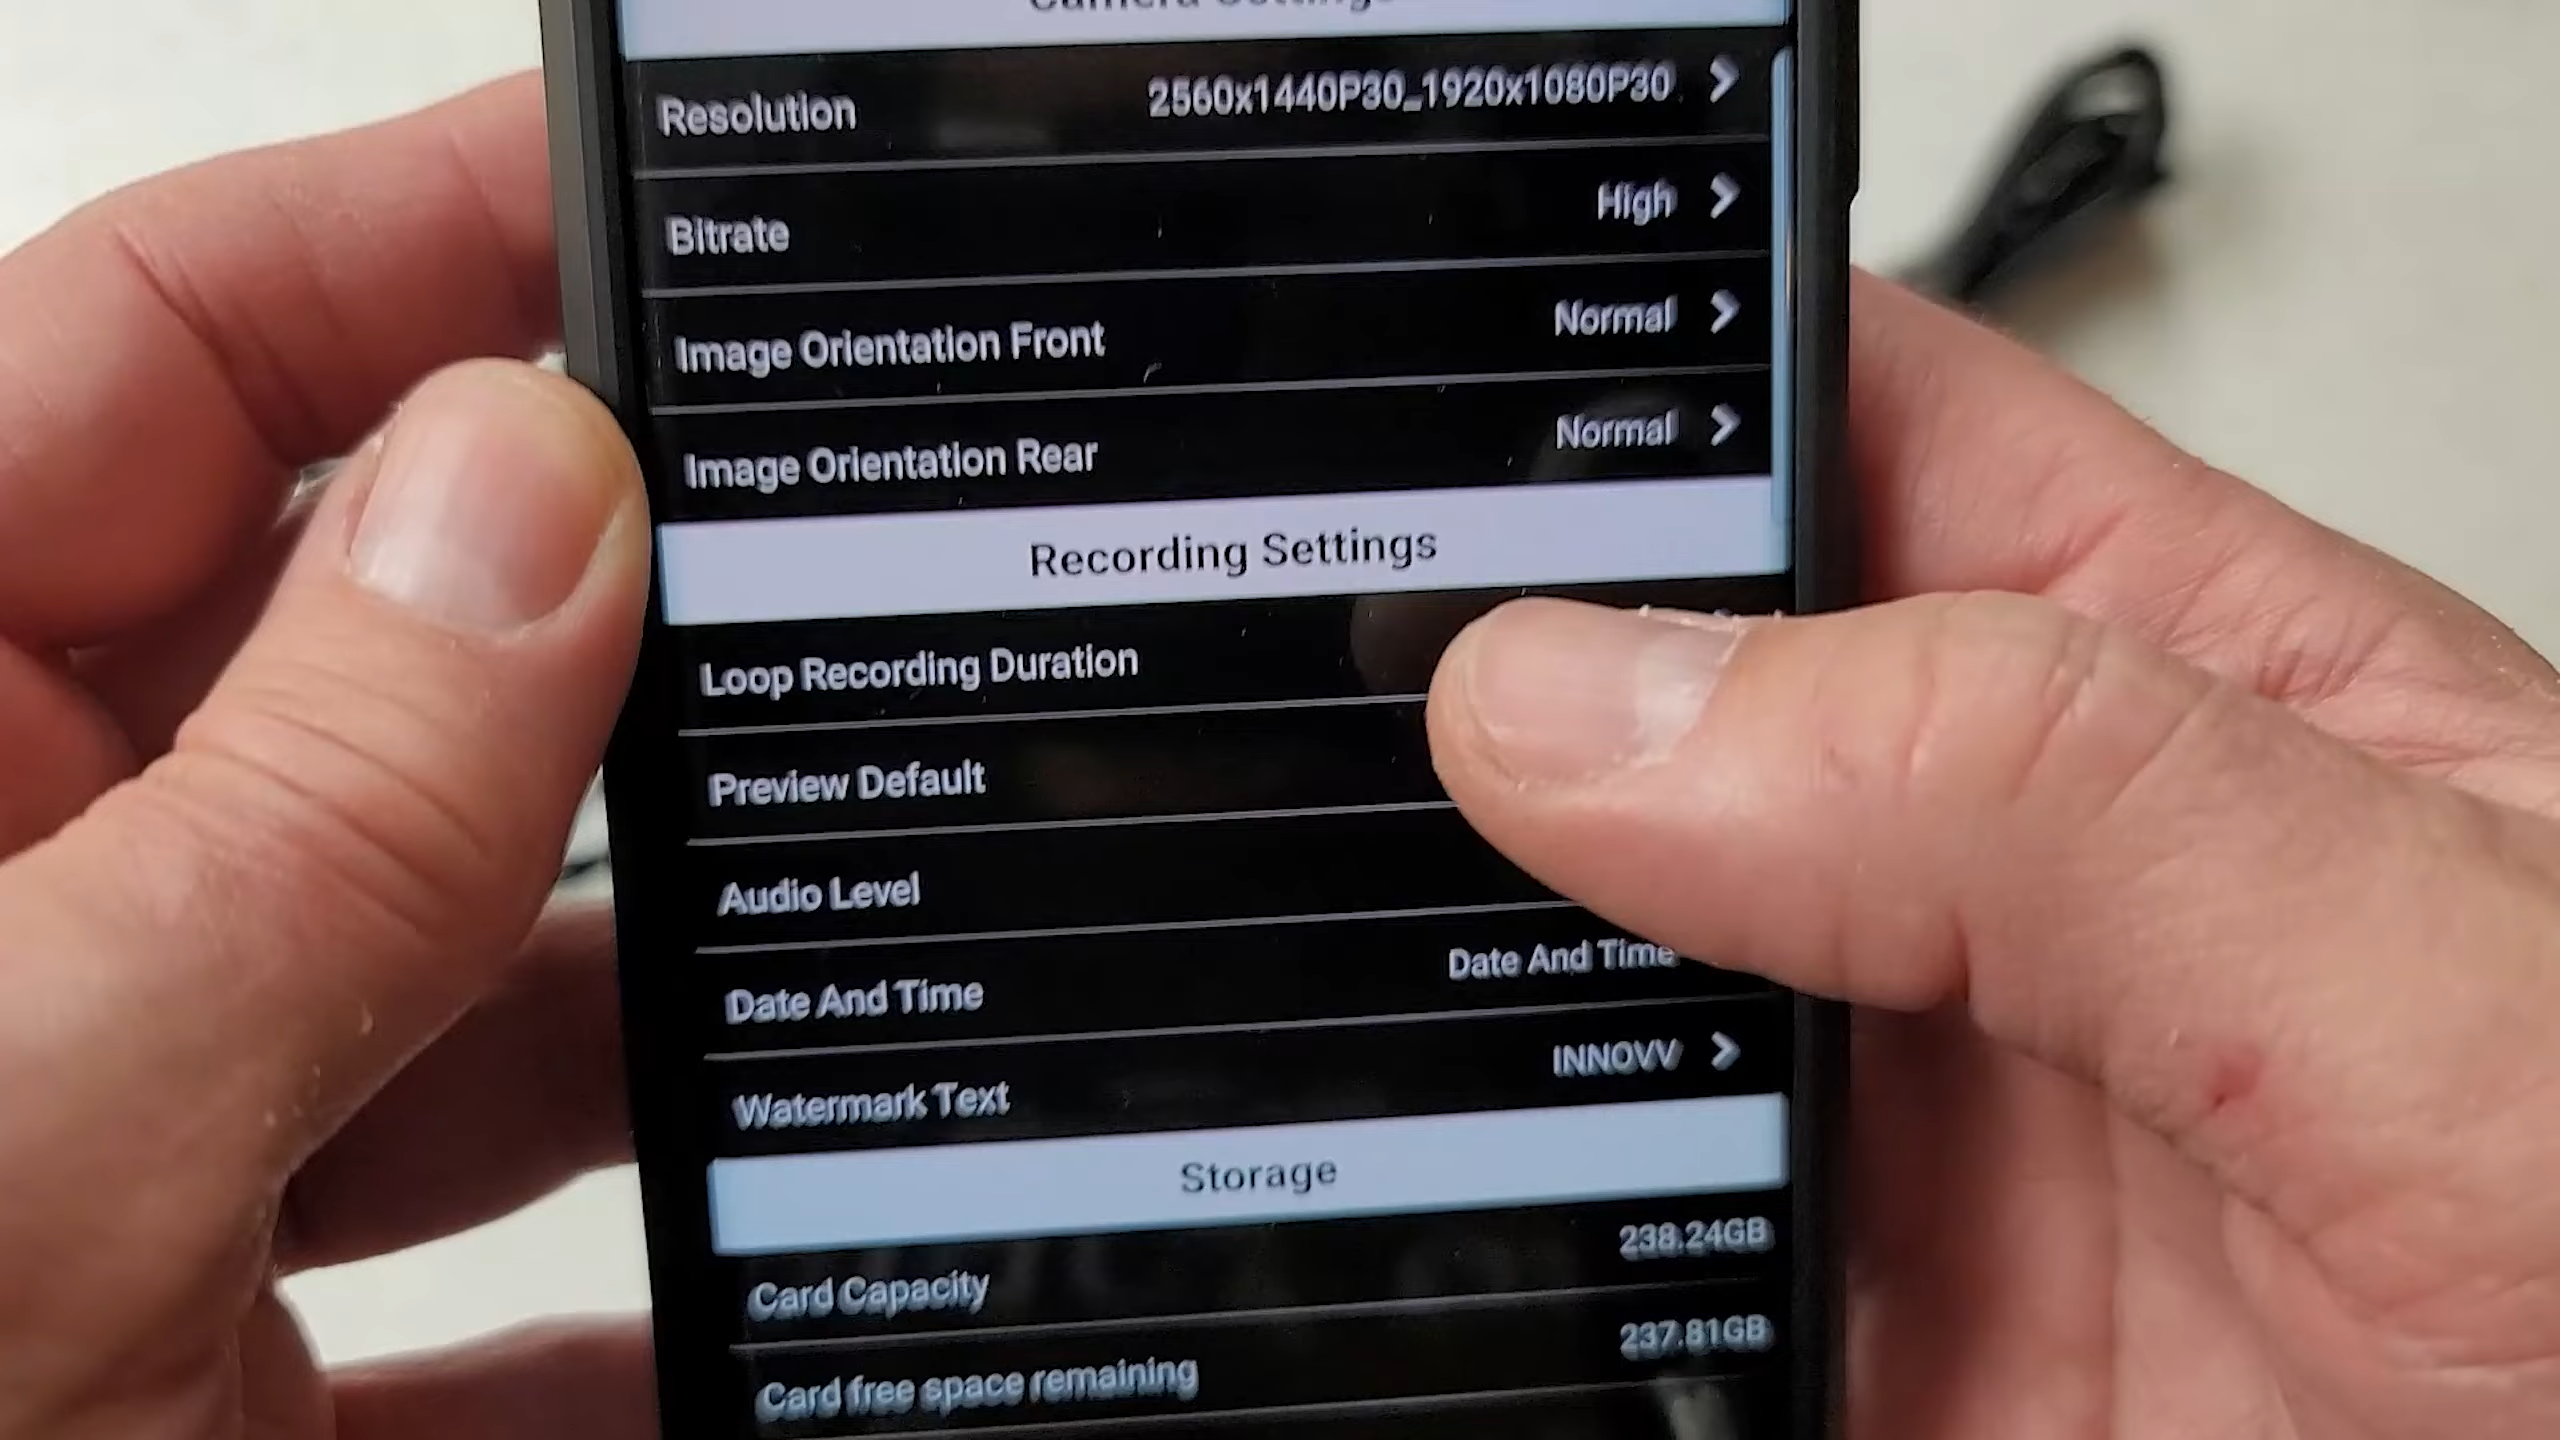 Camera Settings
Resolution 2560x1440P30_1920x1080P30
Bitrate High
Image Orientation Front Normal
Image Orientation Rear Normal
Recording Settings
Loop Recording Duration
Preview Default
Audio Level
Date And Time Date And Time
Watermark Text INNOVV
Storage
Card Capacity 238.24GB
Card free space remaining 237.81GB